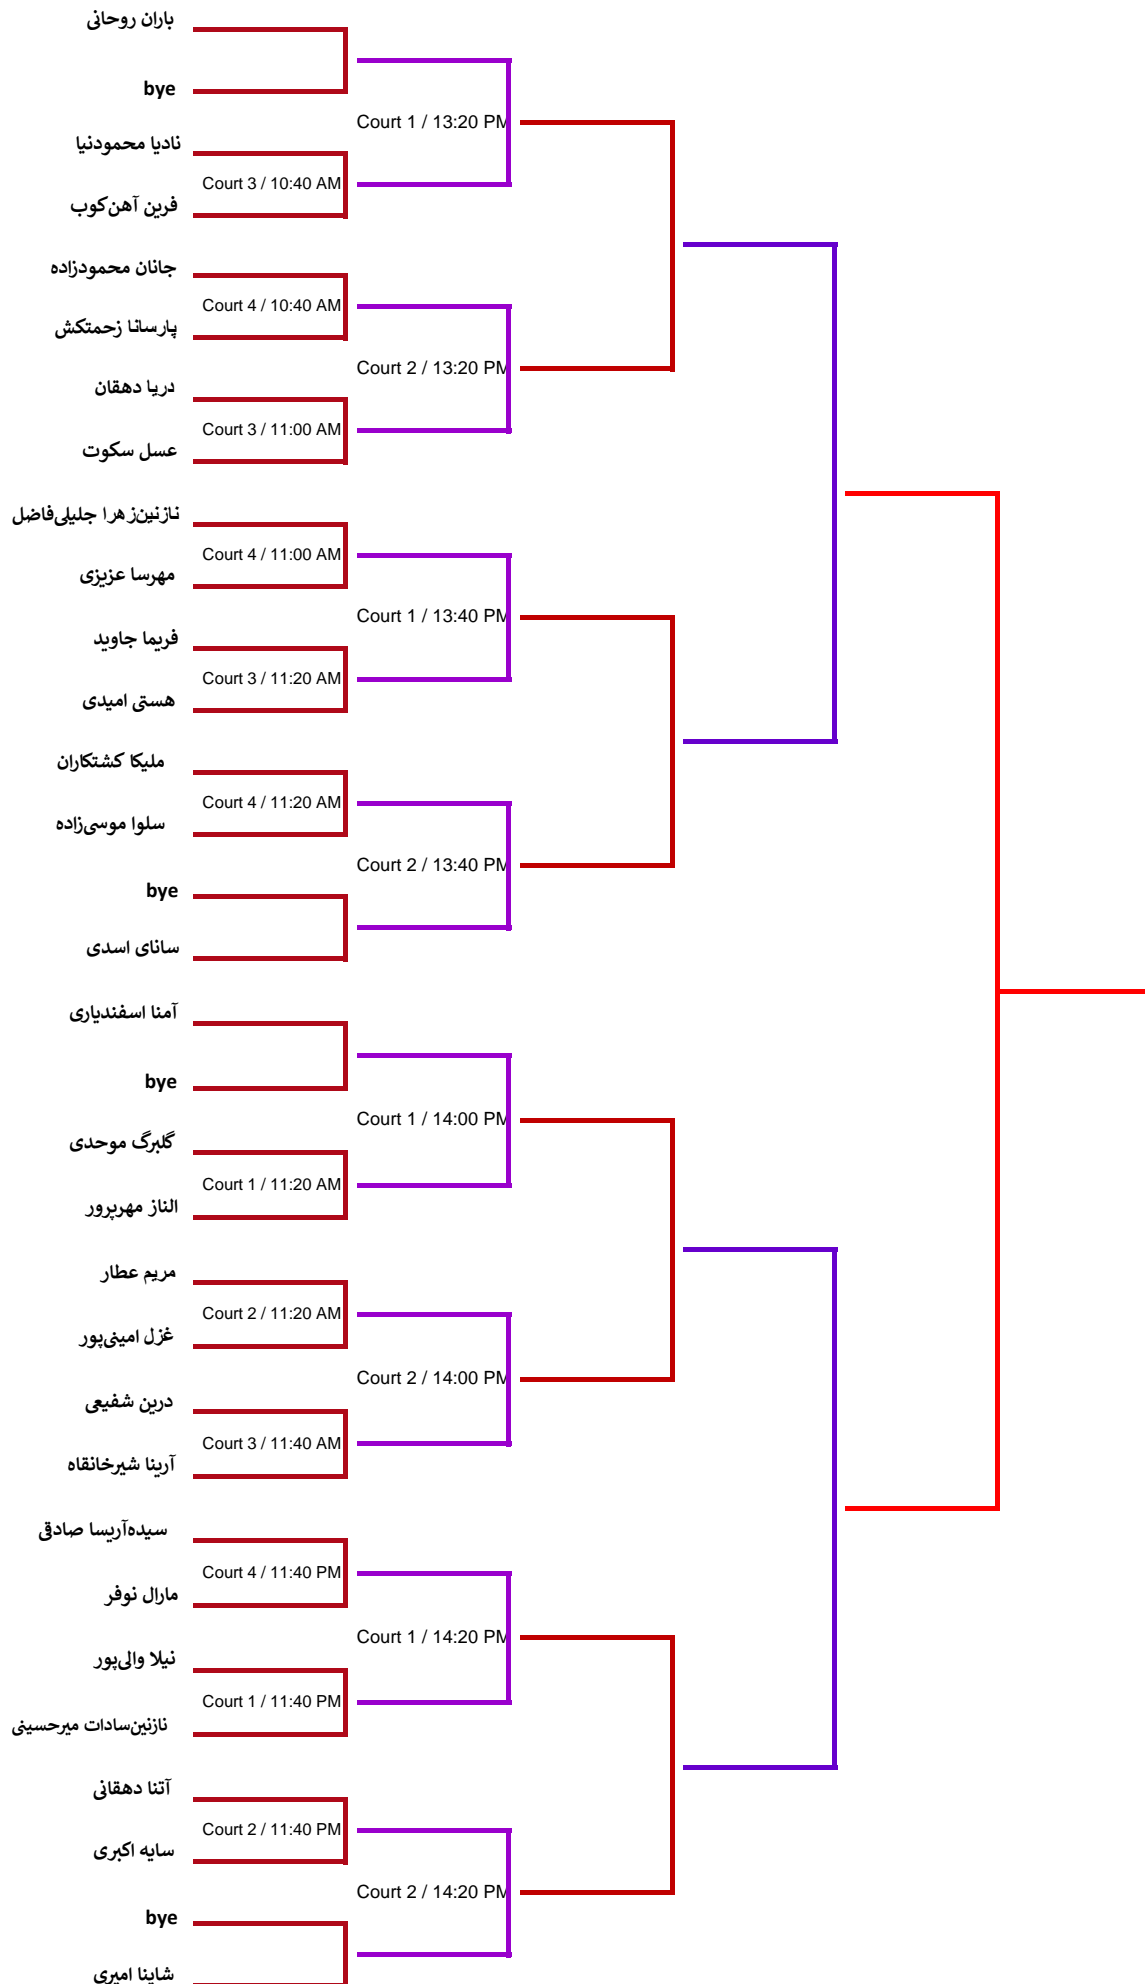 باران روحانی
bye
Court 1 / 13:20 PM
نادیا محمودنیا
Court 3 / 10:40 AM
فرین آهن‌کوب
جانان محمودزاده
Court 4 / 10:40 AM
پارسانا زحمتکش
Court 2 / 13:20 PM
دریا دهقان
Court 3 / 11:00 AM
عسل سکوت
نازنین‌زهرا جلیلی‌فاضل
Court 4 / 11:00 AM
مهرسا عزیزی
Court 1 / 13:40 PM
فریما جاوید
Court 3 / 11:20 AM
هستی امیدی
ملیکا کشتکاران
Court 4 / 11:20 AM
سلوا موسی‌زاده
Court 2 / 13:40 PM
bye
سانای اسدی
آمنا اسفندیاری
bye
Court 1 / 14:00 PM
گلبرگ موحدی
Court 1 / 11:20 AM
الناز مهرپرور
مریم عطار
Court 2 / 11:20 AM
غزل امینی‌پور
Court 2 / 14:00 PM
درین شفیعی
Court 3 / 11:40 AM
آرینا شیرخانقاه
سیده‌آریسا صادقی
Court 4 / 11:40 PM
مارال نوفر
Court 1 / 14:20 PM
نیلا والی‌پور
Court 1 / 11:40 PM
نازنین‌سادات میرحسینی
آتنا دهقانی
Court 2 / 11:40 PM
سایه اکبری
Court 2 / 14:20 PM
bye
شاینا امیری